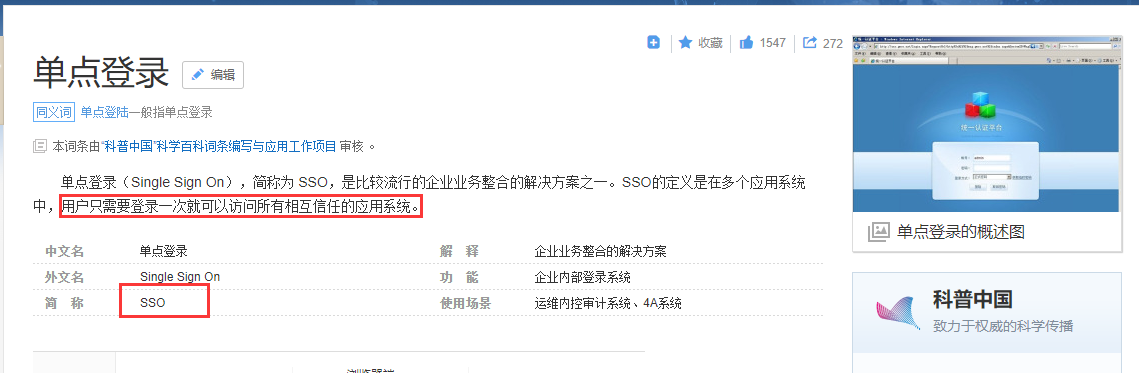 收藏
1547
272
单点登录
编辑
同义词 单点登陆一般指单点登录
本词条由“科普中国”科学百科词条编写与应用工作项目 审核 。
单点登录（Single Sign On），简称为 SSO，是比较流行的企业业务整合的解决方案之一。SSO的定义是在多个应用系统
中，用户只需要登录一次就可以访问所有相互信任的应用系统。
中文名 单点登录 解 释 企业业务整合的解决方案
外文名 Single Sign On 功 能 企业内部登录系统
简 称 SSO 使用场景 运维内控审计系统、4A系统
统一认证平台
单点登录的概述图
科普中国
致力于权威的科学传播